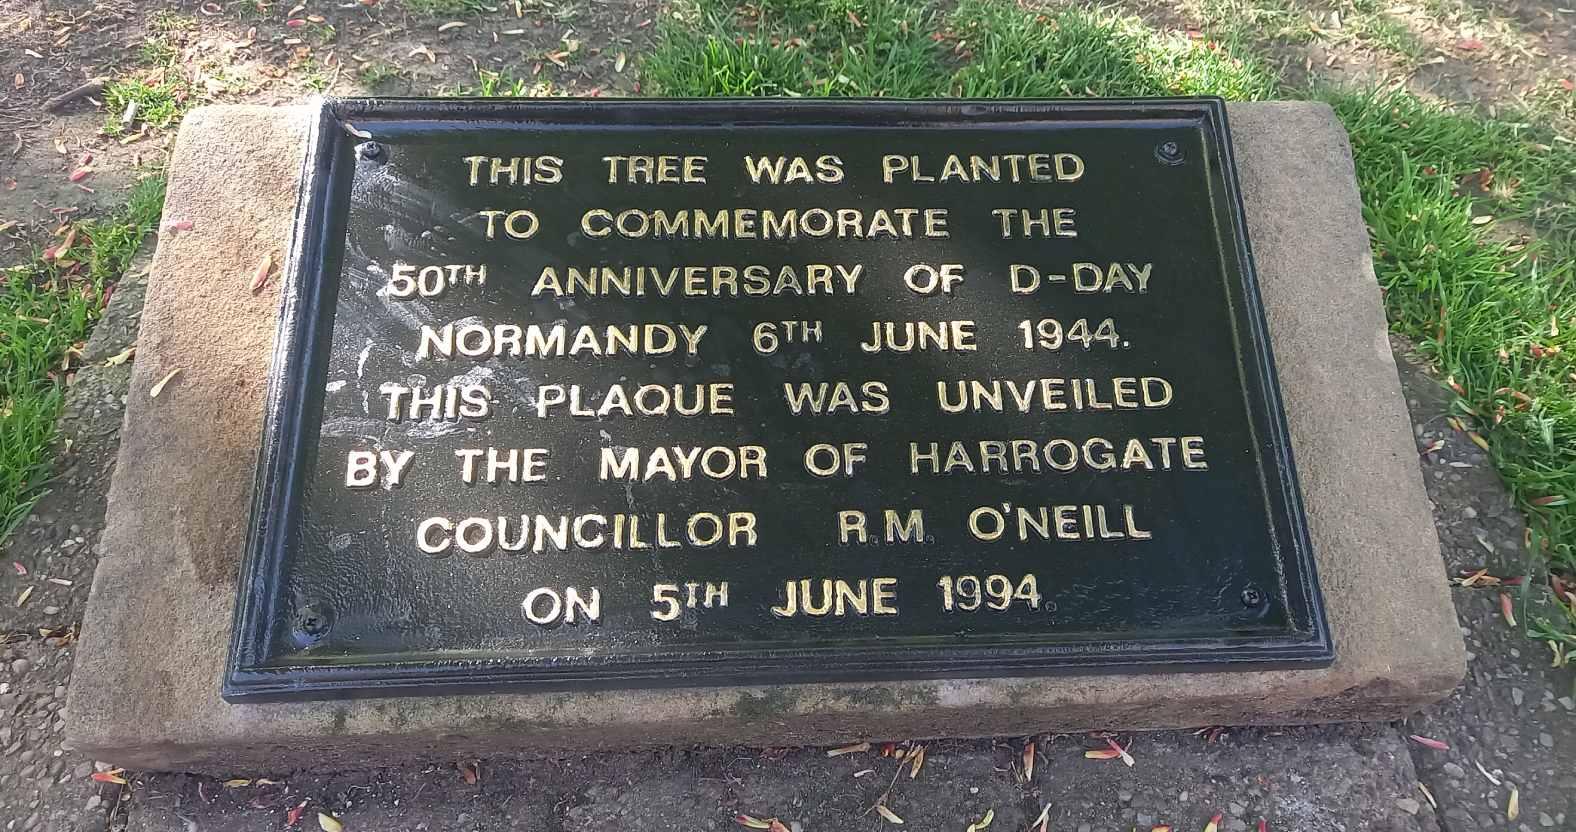 THIS TREE WAS PLANTED
TO COMMEMORATE THE
50TH ANNIVERSARY OF D-DAY
NORMANDY 6TH JUNE 1944.
THIS PLAQUE WAS UNVEILED
BY THE MAYOR OF HARROGATE
COUNCILLOR R.M. O'NEILL
ON 5TH JUNE 1994.